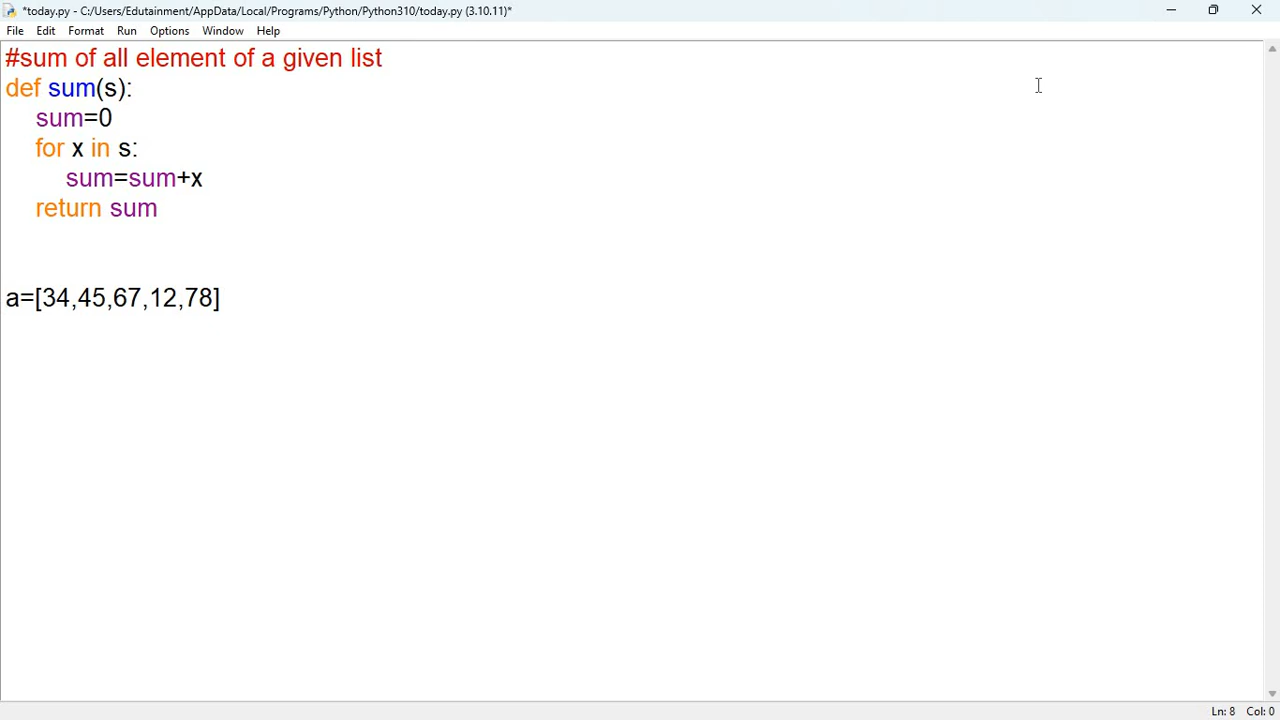 *today.py - C:/Users/Edutainment/AppData/Local/Programs/Python/Python310/today.py (3.10.11)*
File Edit Format Run Options Window Help
#sum of all element of a given list
def sum(s):
    sum=0
    for x in s:
        sum=sum+x
    return sum
a=[34,45,67,12,78]
Ln: 8 Col: 0